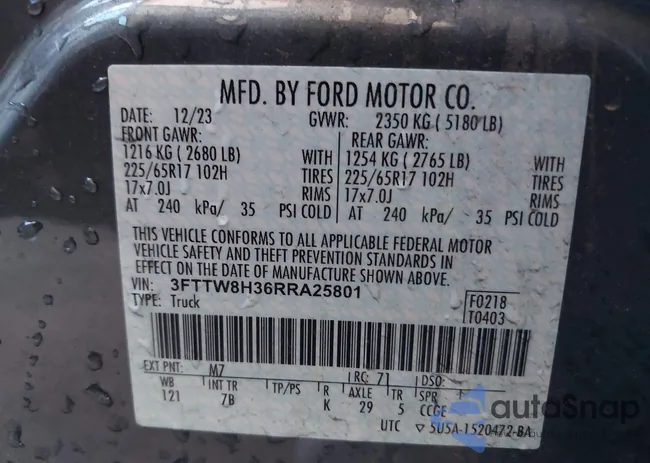 MFD. BY FORD MOTOR CO.
DATE: 12/23 GVWR: 2350 KG ( 5180 LB)
FRONT GAWR: REAR GAWR:
1216 KG ( 2680 LB) WITH 1254 KG ( 2765 LB) WITH
225/65R17 102H TIRES 225/65R17 102H TIRES
17x7.0J RIMS 17x7.0J RIMS
AT 240 kPa/ 35 PSI COLD AT 240 kPa/ 35 PSI COLD
THIS VEHICLE CONFORMS TO ALL APPLICABLE FEDERAL MOTOR
VEHICLE SAFETY AND THEFT PREVENTION STANDARDS IN
EFFECT ON THE DATE OF MANUFACTURE SHOWN ABOVE.
VIN: 3FTTW8H36RRA25801 F0218
TYPE: Truck T0403
EXT PNT: M7 RC: 71 DSO:
WB INT TR TP/PS R AXLE TR SPR
121 7B K 29 5 CCGE
UTC ▽ 5U5A-1520472-BA
autoSnap